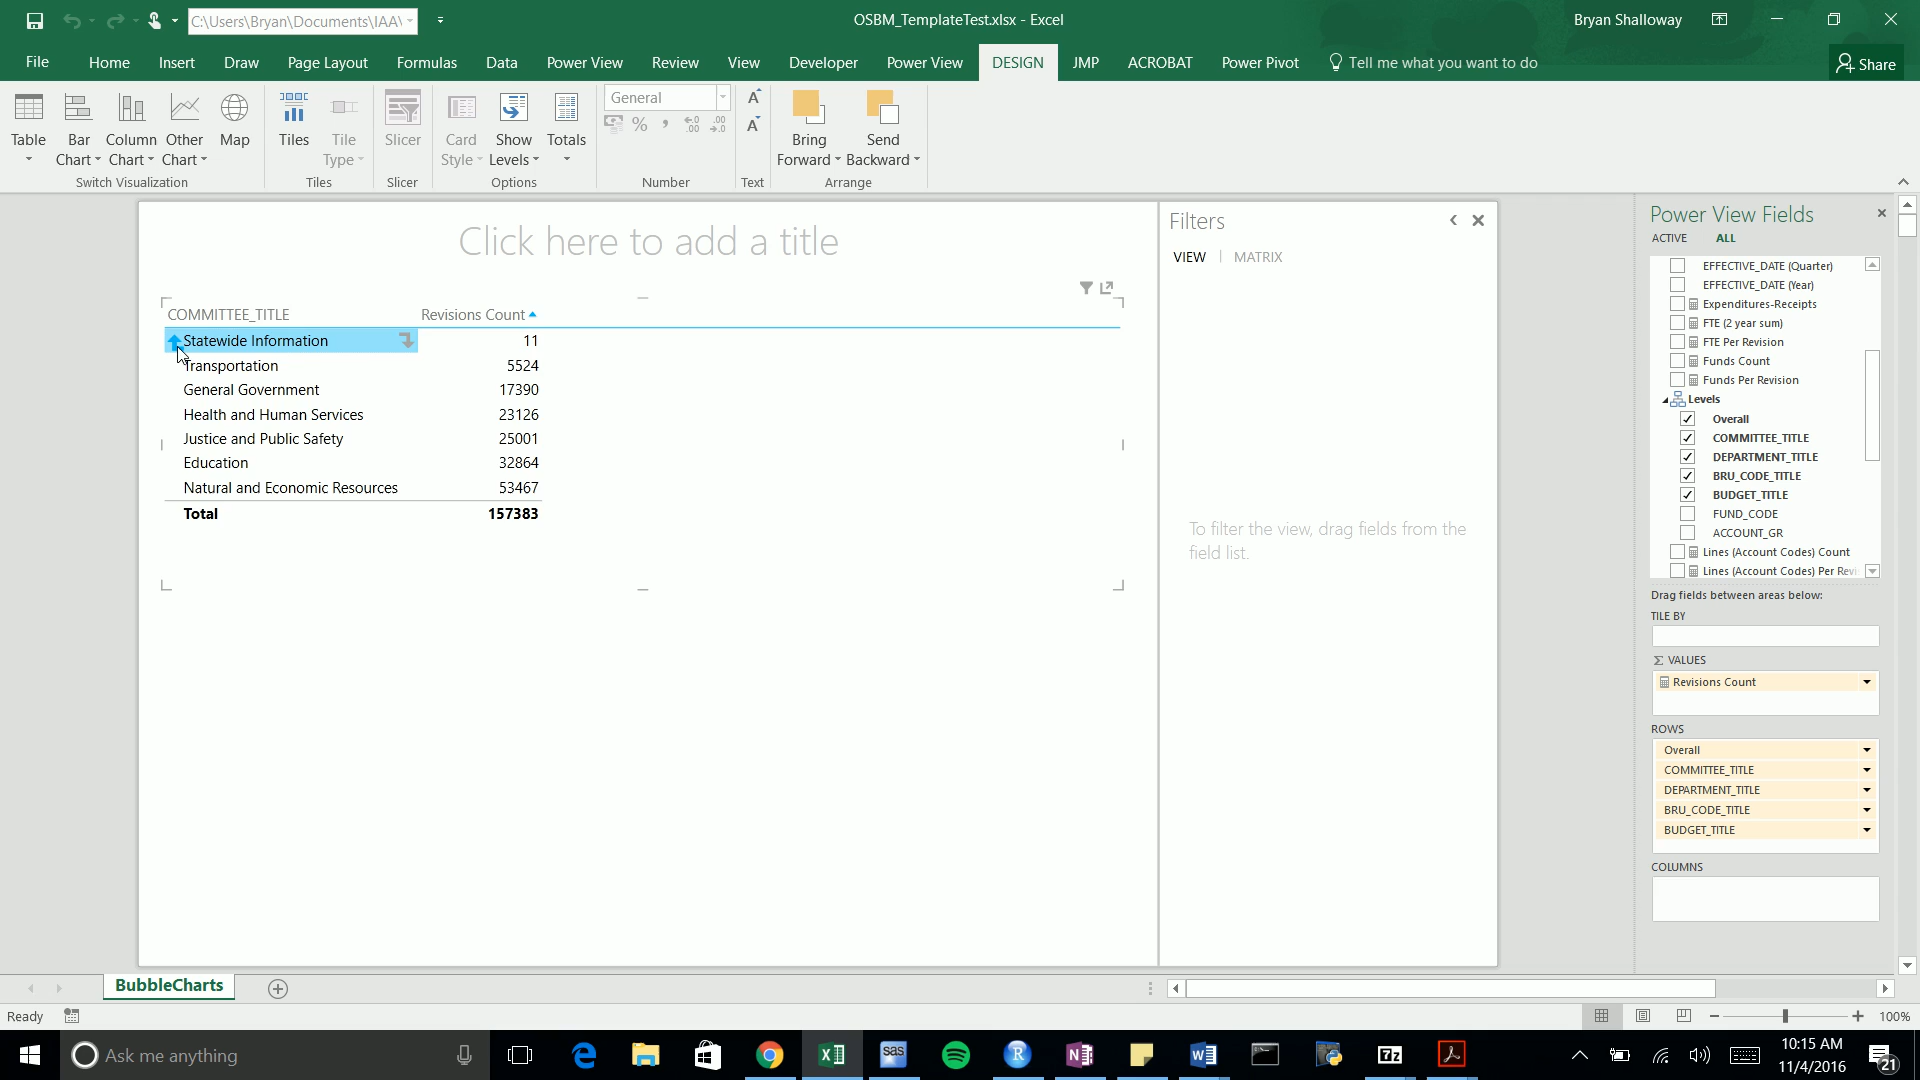 C:\Users\Bryan\Documents\IAA\
OSBM_TemplateTest.xlsx - Excel
Bryan Shalloway
File Home Insert Draw Page Layout Formulas Data Power View Review View Developer Power View DESIGN JMP ACROBAT Power Pivot Tell me what you want to do Share
General
Table Bar Chart Column Chart Other Chart Map Tiles Tile Type Slicer Card Style Show Levels Totals Bring Forward Send Backward
Switch Visualization Tiles Slicer Options Number Text Arrange
Click here to add a title
COMMITTEE_TITLE Revisions Count
Statewide Information 11
Transportation 5524
General Government 17390
Health and Human Services 23126
Justice and Public Safety 25001
Education 32864
Natural and Economic Resources 53467
Total 157383
Filters
VIEW | MATRIX
To filter the view, drag fields from the
field list.
Power View Fields
ACTIVE ALL
EFFECTIVE_DATE (Quarter)
EFFECTIVE_DATE (Year)
Expenditures-Receipts
FTE (2 year sum)
FTE Per Revision
Funds Count
Funds Per Revision
Levels
Overall
COMMITTEE_TITLE
DEPARTMENT_TITLE
BRU_CODE_TITLE
BUDGET_TITLE
FUND_CODE
ACCOUNT_GR
Lines (Account Codes) Count
Lines (Account Codes) Per Revi
Drag fields between areas below:
TILE BY
Σ VALUES
Revisions Count
ROWS
Overall
COMMITTEE_TITLE
DEPARTMENT_TITLE
BRU_CODE_TITLE
BUDGET_TITLE
COLUMNS
BubbleCharts
Ready
100%
Ask me anything
10:15 AM
11/4/2016
21